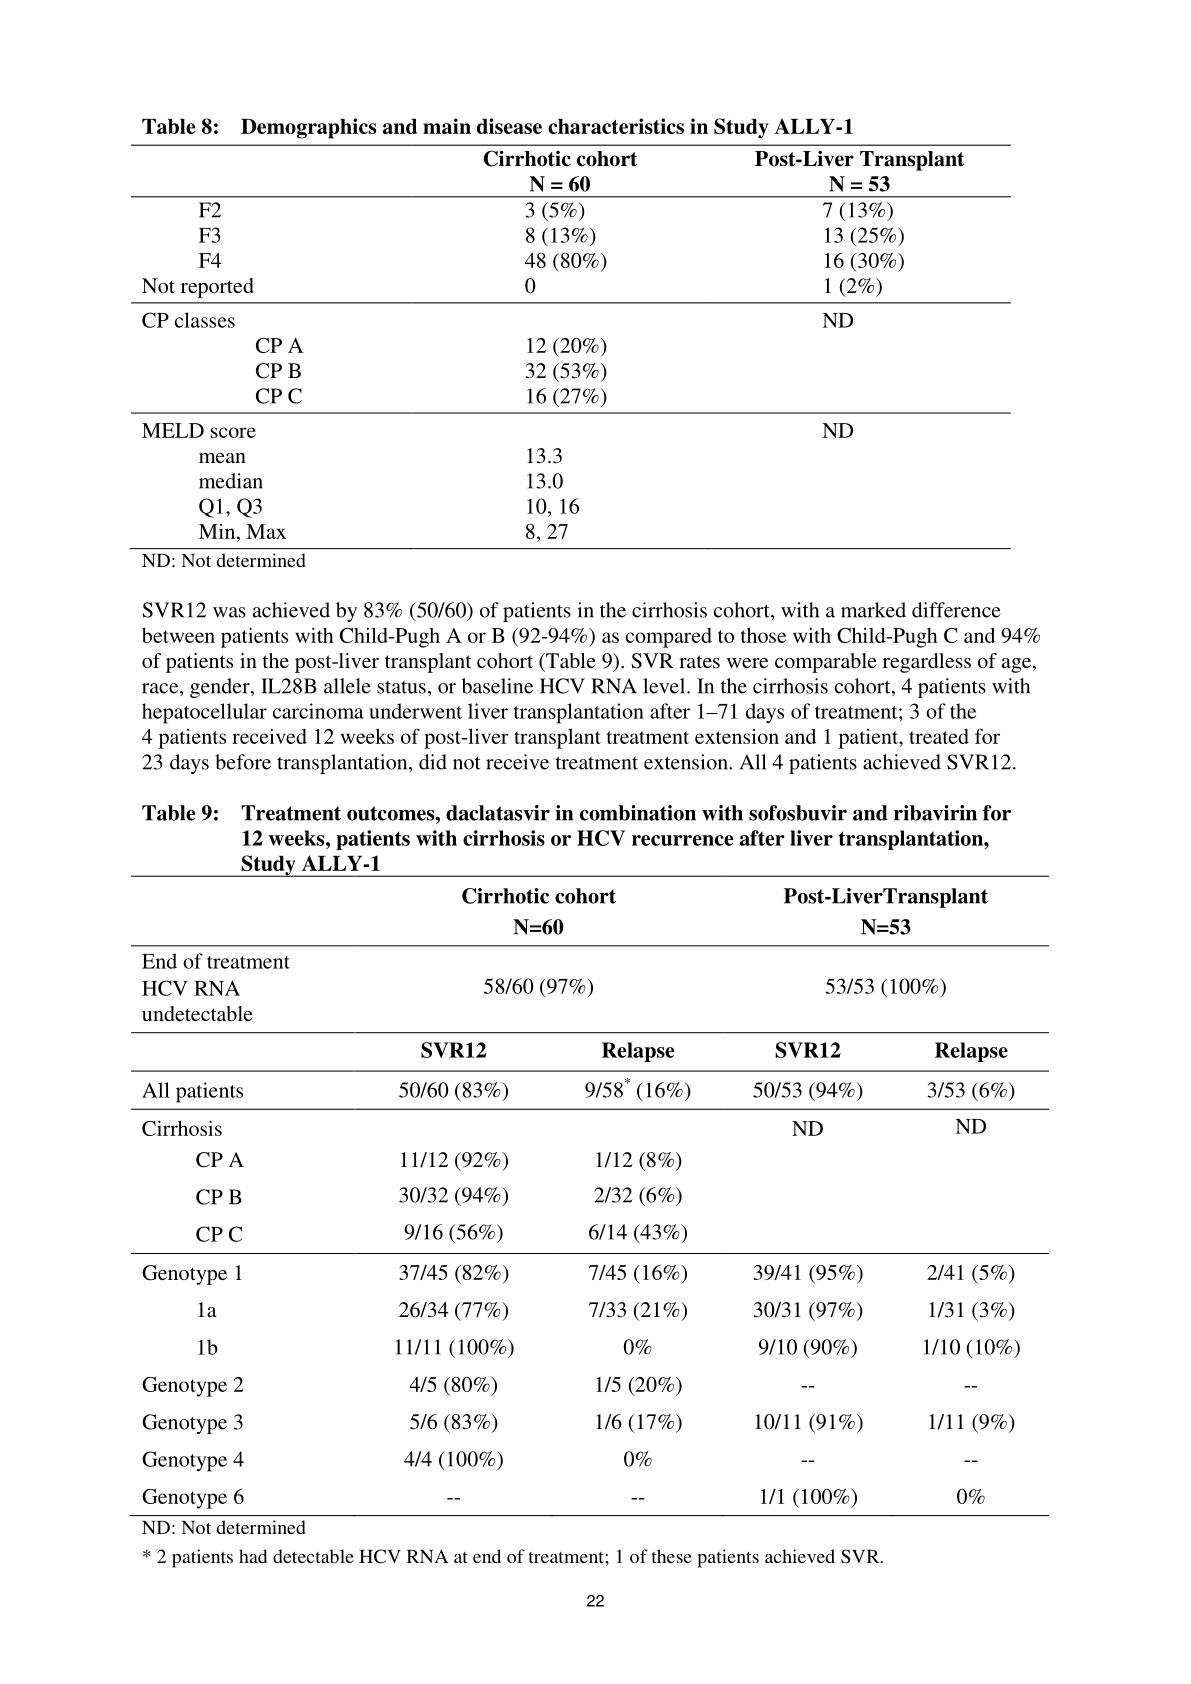 Table 8: Demographics and main disease characteristics in Study ALLY-1
Cirrhotic cohort Post-Liver Transplant
N = 60 N = 53
F2 3 (5%) 7 (13%)
F3 8 (13%) 13 (25%)
F4 48 (80%) 16 (30%)
Not reported 0 1 (2%)
CP classes ND
CP A 12 (20%)
CP B 32 (53%)
CP C 16 (27%)
MELD score ND
mean 13.3
median 13.0
Q1, Q3 10, 16
Min, Max 8, 27
ND: Not determined
SVR12 was achieved by 83% (50/60) of patients in the cirrhosis cohort, with a marked difference
between patients with Child-Pugh A or B (92-94%) as compared to those with Child-Pugh C and 94%
of patients in the post-liver transplant cohort (Table 9). SVR rates were comparable regardless of age,
race, gender, IL28B allele status, or baseline HCV RNA level. In the cirrhosis cohort, 4 patients with
hepatocellular carcinoma underwent liver transplantation after 1–71 days of treatment; 3 of the
4 patients received 12 weeks of post-liver transplant treatment extension and 1 patient, treated for
23 days before transplantation, did not receive treatment extension. All 4 patients achieved SVR12.
Table 9: Treatment outcomes, daclatasvir in combination with sofosbuvir and ribavirin for
12 weeks, patients with cirrhosis or HCV recurrence after liver transplantation,
Study ALLY-1
Cirrhotic cohort Post-LiverTransplant
N=60 N=53
End of treatment
HCV RNA 58/60 (97%) 53/53 (100%)
undetectable
SVR12 Relapse SVR12 Relapse
All patients 50/60 (83%) 9/58* (16%) 50/53 (94%) 3/53 (6%)
Cirrhosis ND ND
CP A 11/12 (92%) 1/12 (8%)
CP B 30/32 (94%) 2/32 (6%)
CP C 9/16 (56%) 6/14 (43%)
Genotype 1 37/45 (82%) 7/45 (16%) 39/41 (95%) 2/41 (5%)
1a 26/34 (77%) 7/33 (21%) 30/31 (97%) 1/31 (3%)
1b 11/11 (100%) 0% 9/10 (90%) 1/10 (10%)
Genotype 2 4/5 (80%) 1/5 (20%) -- --
Genotype 3 5/6 (83%) 1/6 (17%) 10/11 (91%) 1/11 (9%)
Genotype 4 4/4 (100%) 0% -- --
Genotype 6 -- -- 1/1 (100%) 0%
ND: Not determined
* 2 patients had detectable HCV RNA at end of treatment; 1 of these patients achieved SVR.
22